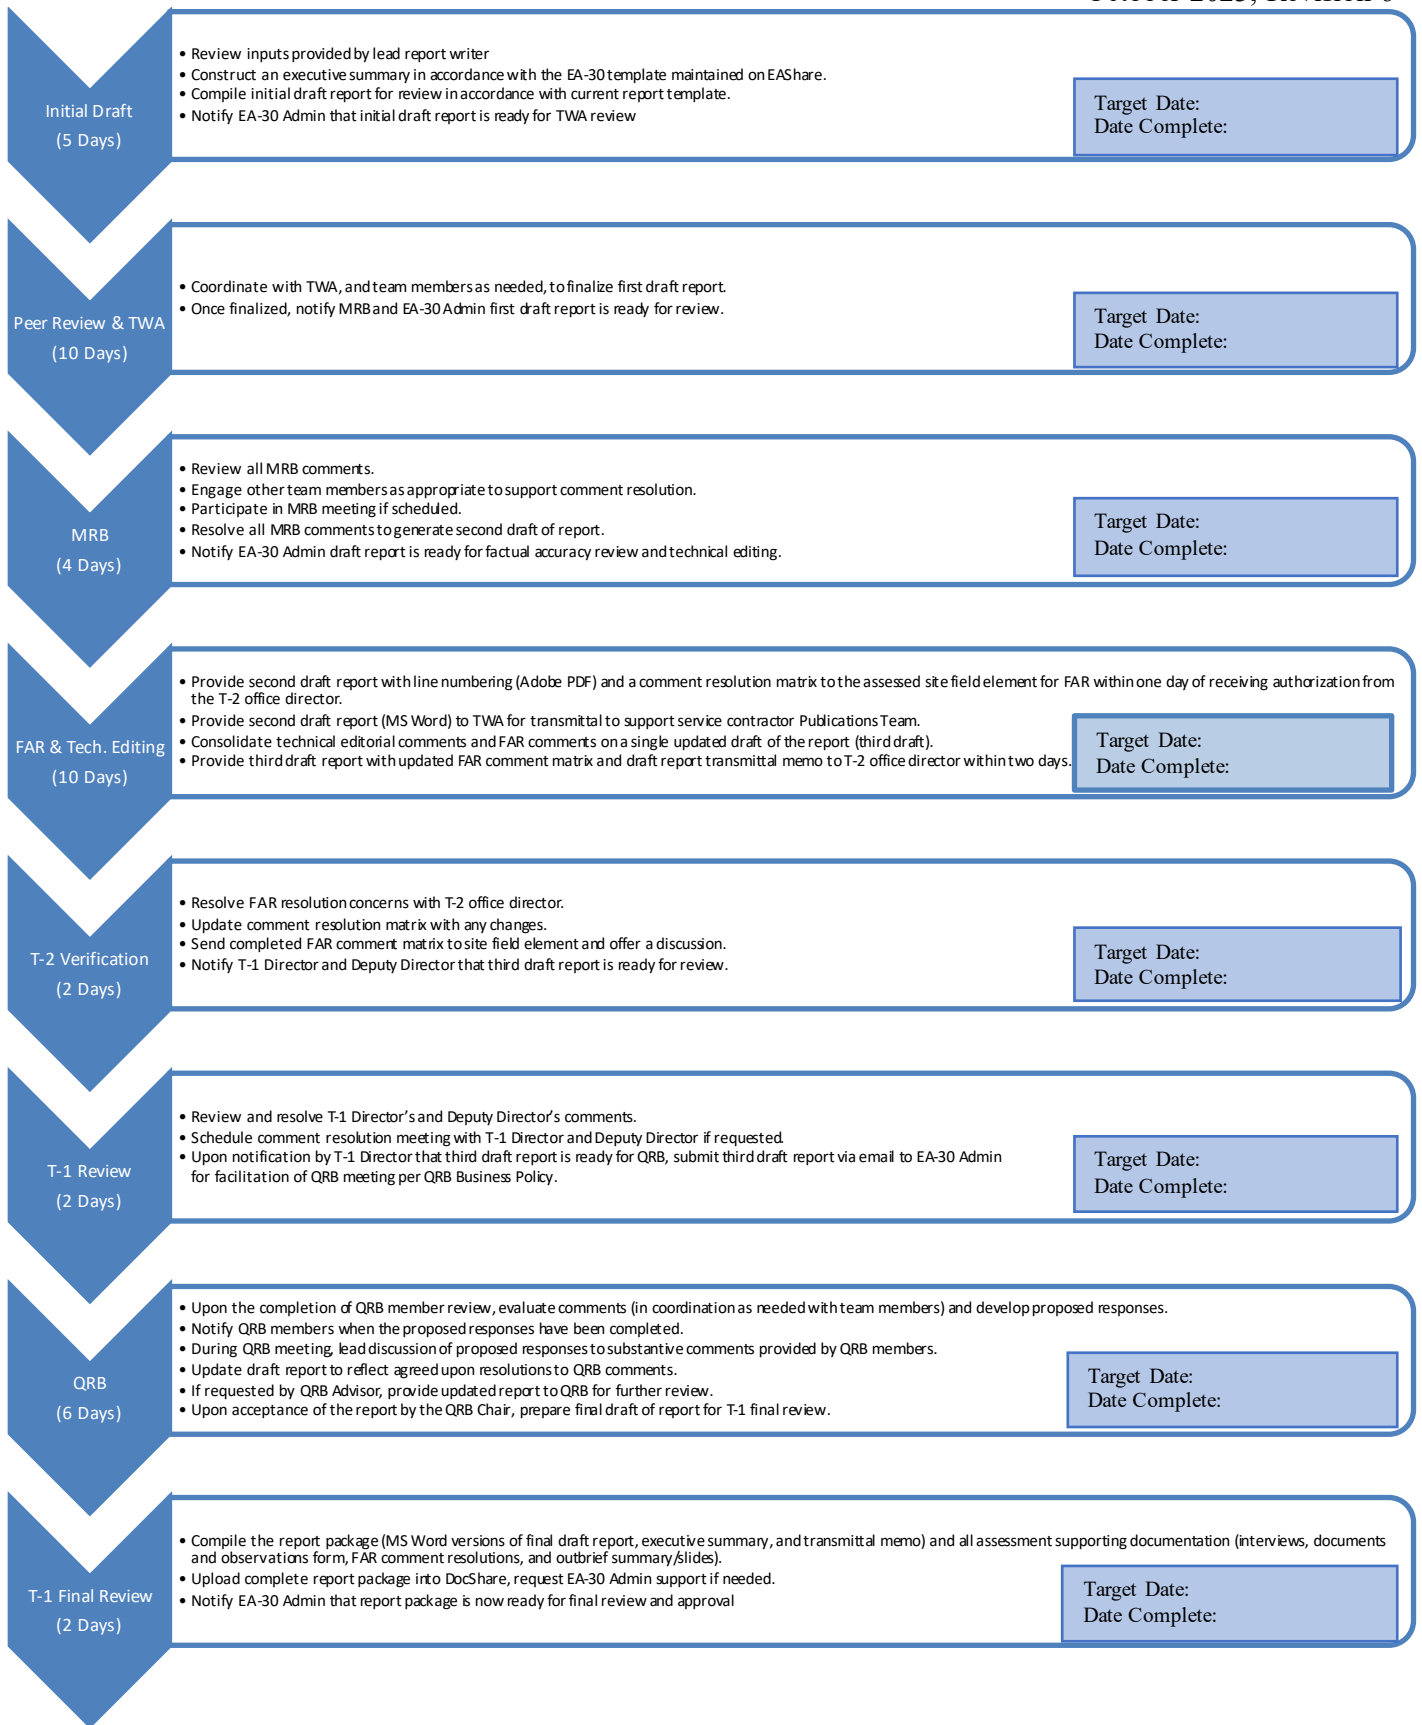 Initial Draft
(5 Days)
• Review inputs provided by lead report writer
• Construct an executive summary in accordance with the EA-30 template maintained on EAShare.
• Compile initial draft report for review in accordance with current report template.
• Notify EA-30 Admin that initial draft report is ready for TWA review
Target Date:
Date Complete:
Peer Review & TWA
(10 Days)
• Coordinate with TWA, and team members as needed, to finalize first draft report.
• Once finalized, notify MRB and EA-30 Admin first draft report is ready for review.
Target Date:
Date Complete:
MRB
(4 Days)
• Review all MRB comments.
• Engage other team members as appropriate to support comment resolution.
• Participate in MRB meeting if scheduled.
• Resolve all MRB comments to generate second draft of report.
• Notify EA-30 Admin draft report is ready for factual accuracy review and technical editing.
Target Date:
Date Complete:
FAR & Tech. Editing
(10 Days)
• Provide second draft report with line numbering (Adobe PDF) and a comment resolution matrix to the assessed site field element for FAR within one day of receiving authorization from
the T-2 office director.
• Provide second draft report (MS Word) to TWA for transmittal to support service contractor Publications Team.
• Consolidate technical editorial comments and FAR comments on a single updated draft of the report (third draft).
• Provide third draft report with updated FAR comment matrix and draft report transmittal memo to T-2 office director within two days.
Target Date:
Date Complete:
T-2 Verification
(2 Days)
• Resolve FAR resolution concerns with T-2 office director.
• Update comment resolution matrix with any changes.
• Send completed FAR comment matrix to site field element and offer a discussion.
• Notify T-1 Director and Deputy Director that third draft report is ready for review.
Target Date:
Date Complete:
T-1 Review
(2 Days)
• Review and resolve T-1 Director's and Deputy Director's comments.
• Schedule comment resolution meeting with T-1 Director and Deputy Director if requested.
• Upon notification by T-1 Director that third draft report is ready for QRB, submit third draft report via email to EA-30 Admin
for facilitation of QRB meeting per QRB Business Policy.
Target Date:
Date Complete:
QRB
(6 Days)
• Upon the completion of QRB member review, evaluate comments (in coordination as needed with team members) and develop proposed responses.
• Notify QRB members when the proposed responses have been completed.
• During QRB meeting, lead discussion of proposed responses to substantive comments provided by QRB members.
• Update draft report to reflect agreed upon resolutions to QRB comments.
• If requested by QRB Advisor, provide updated report to QRB for further review.
• Upon acceptance of the report by the QRB Chair, prepare final draft of report for T-1 final review.
Target Date:
Date Complete:
T-1 Final Review
(2 Days)
• Compile the report package (MS Word versions of final draft report, executive summary, and transmittal memo) and all assessment supporting documentation (interviews, documents
and observations form, FAR comment resolutions, and outbrief summary/slides).
• Upload complete report package into DocShare, request EA-30 Admin support if needed.
• Notify EA-30 Admin that report package is now ready for final review and approval
Target Date:
Date Complete: